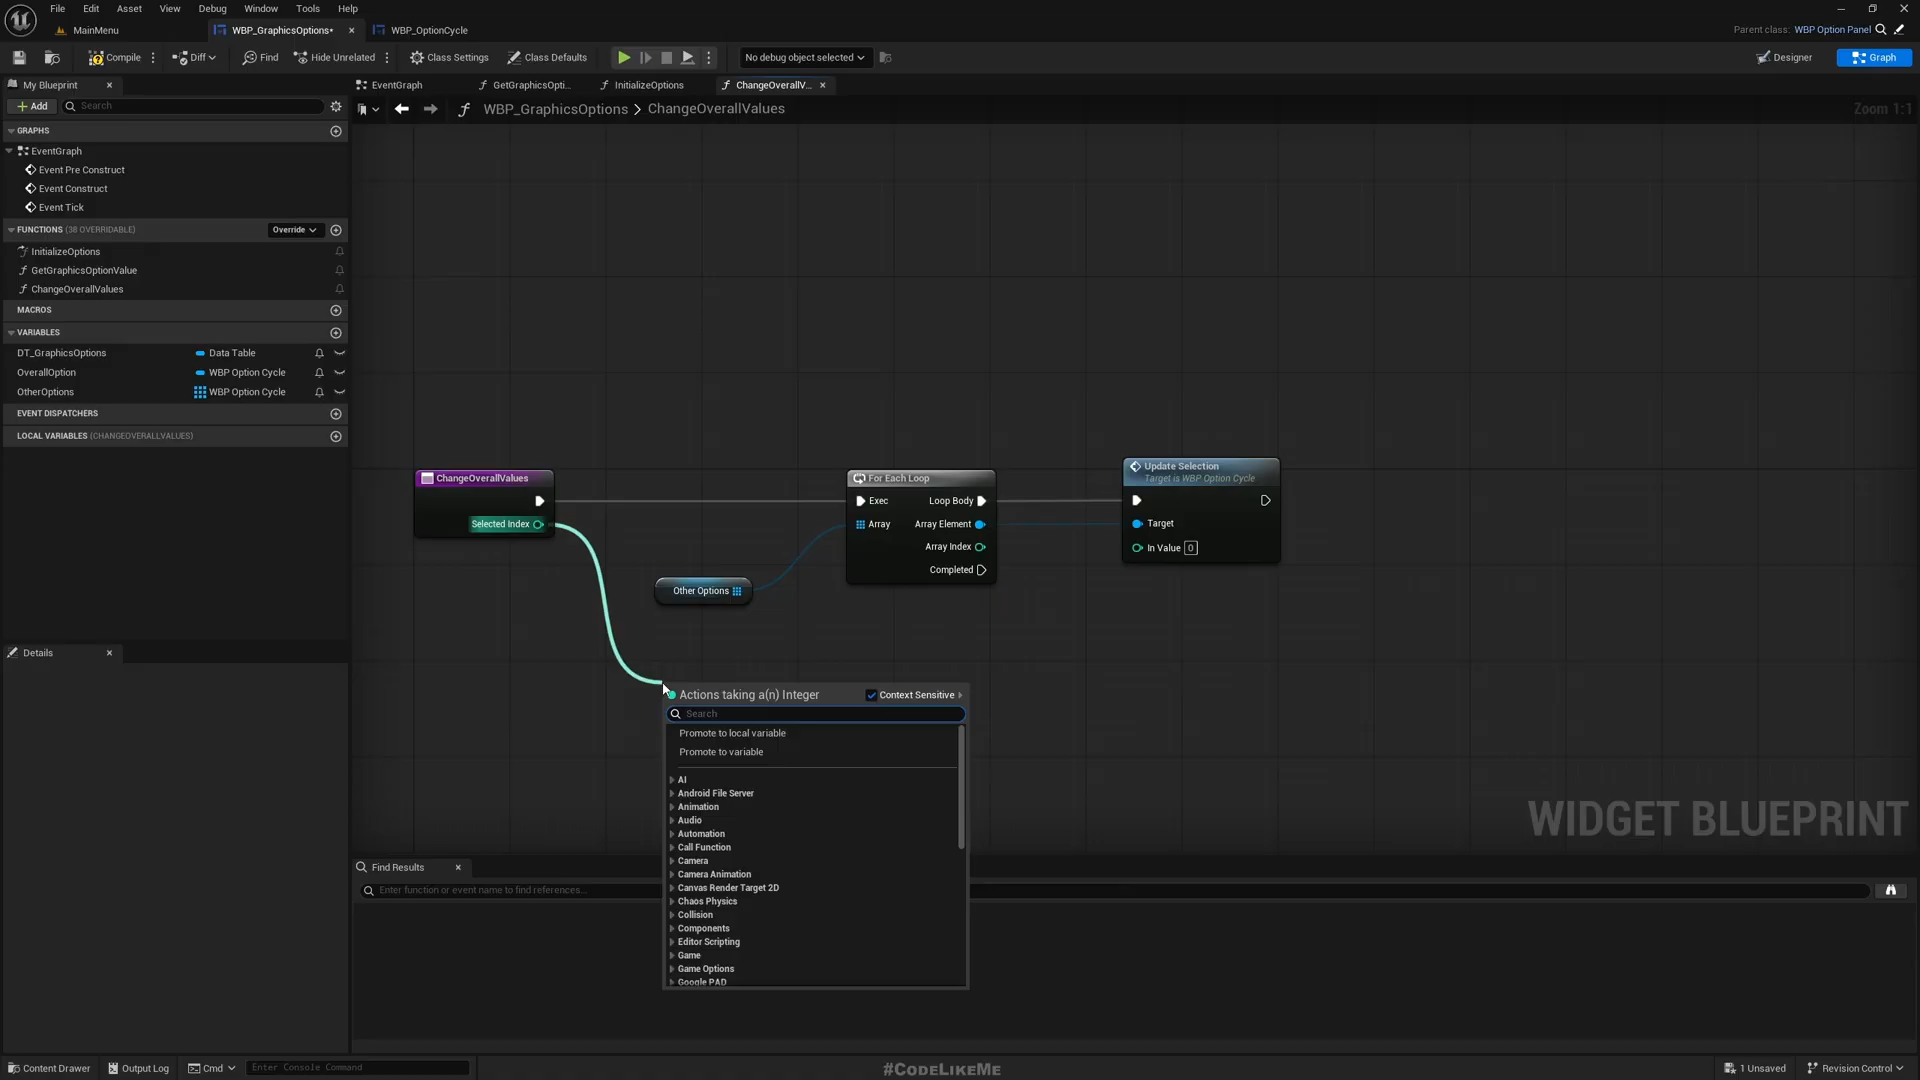 File Edit Asset View Window Debug Tools Help
MainMenu
WBP_GraphicsOptions•
WBP_OptionCycle
Parent class: WBP Option Panel
Compile
Diff
Find
Hide Unrelated
Class Settings
Class Defaults
No debug object selected
Designer
Graph
My Blueprint
EventGraph
GetGraphicsOpti...
InitializeOptions
ChangeOverallV...
Add
Search
WBP_GraphicsOptions > ChangeOverallValues
Zoom 1:1
GRAPHS
EventGraph
Event Pre Construct
Event Construct
Event Tick
FUNCTIONS (38 OVERRIDABLE)
Override
InitializeOptions
GetGraphicsOptionValue
ChangeOverallValues
MACROS
VARIABLES
DT_GraphicsOptions Data Table
OverallOption WBP Option Cycle
OtherOptions WBP Option Cycle
EVENT DISPATCHERS
LOCAL VARIABLES (CHANGEOVERALLVALUES)
ChangeOverallValues
Selected Index
Other Options
For Each Loop
Exec Loop Body
Array Array Element
Array Index
Completed
Update Selection
Target is WBP Option Cycle
Target
In Value 0
Actions taking a(n) Integer
Context Sensitive
Search
Promote to local variable
Promote to variable
AI
Android File Server
Animation
Audio
Automation
Call Function
Camera
Camera Animation
Canvas Render Target 2D
Chaos Physics
Collision
Components
Editor Scripting
Game
Game Options
Google PAD
WIDGET BLUEPRINT
Details
Find Results
Enter function or event name to find references...
Content Drawer
Output Log
Cmd
Enter Console Command
#CODELIKEME
1 Unsaved
Revision Control